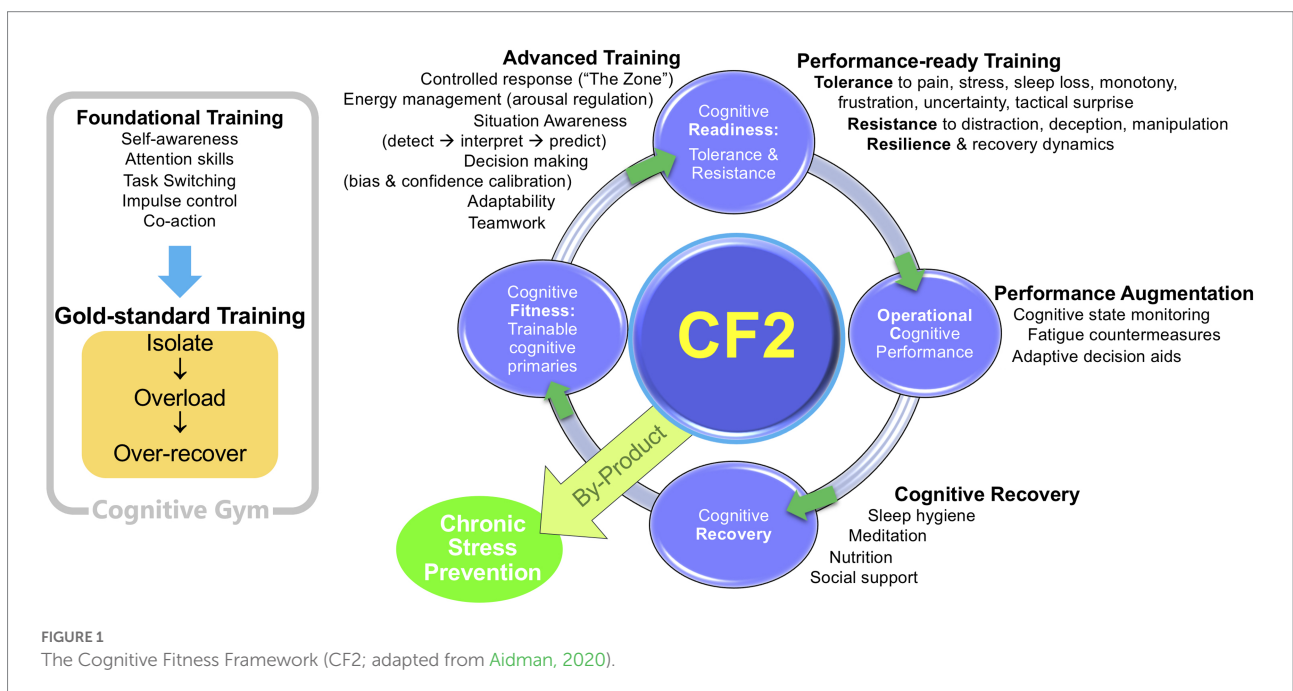 Foundational Training
Self-awareness
Attention skills
Task Switching
Impulse control
Co-action
Gold-standard Training
Isolate
↓
Overload
↓
Over-recover
Cognitive Gym
Advanced Training
Controlled response (“The Zone”)
Energy management (arousal regulation)
Situation Awareness
(detect → interpret → predict)
Decision making
(bias & confidence calibration)
Adaptability
Teamwork
Cognitive
Readiness:
Tolerance &
Resistance
Performance-ready Training
Tolerance to pain, stress, sleep loss, monotony,
frustration, uncertainty, tactical surprise
Resistance to distraction, deception, manipulation
Resilience & recovery dynamics
Cognitive
Fitness:
Trainable
cognitive
primaries
CF2
Operational
Cognitive
Performance
Performance Augmentation
Cognitive state monitoring
Fatigue countermeasures
Adaptive decision aids
By-Product
Chronic
Stress
Prevention
Cognitive
Recovery
Cognitive Recovery
Sleep hygiene
Meditation
Nutrition
Social support
FIGURE 1
The Cognitive Fitness Framework (CF2; adapted from Aidman, 2020).